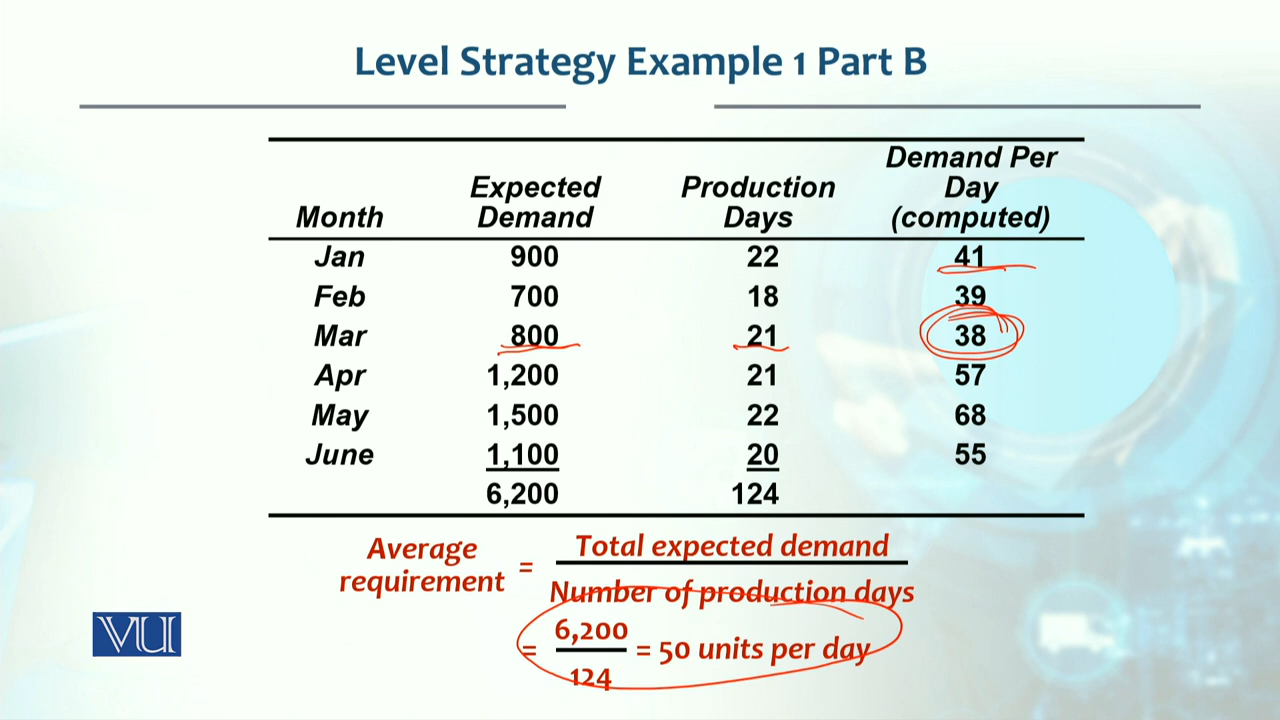 Level Strategy Example 1 Part B
Month Expected Demand Production Days Demand Per Day (computed)
Jan 900 22 41
Feb 700 18 39
Mar 800 21 38
Apr 1,200 21 57
May 1,500 22 68
June 1,100 20 55
6,200 124
Average requirement = Total expected demand
Number of production days
= 6,200
124
= 50 units per day
VU